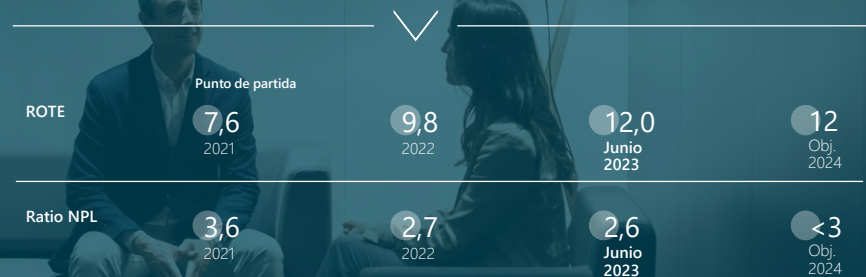 Punto de partida
ROTE
7,6 9,8 12,0 12
2021 2022 Junio 2023 Obj. 2024
Ratio NPL
3,6 2,7 2,6 <3
2021 2022 Junio 2023 Obj. 2024